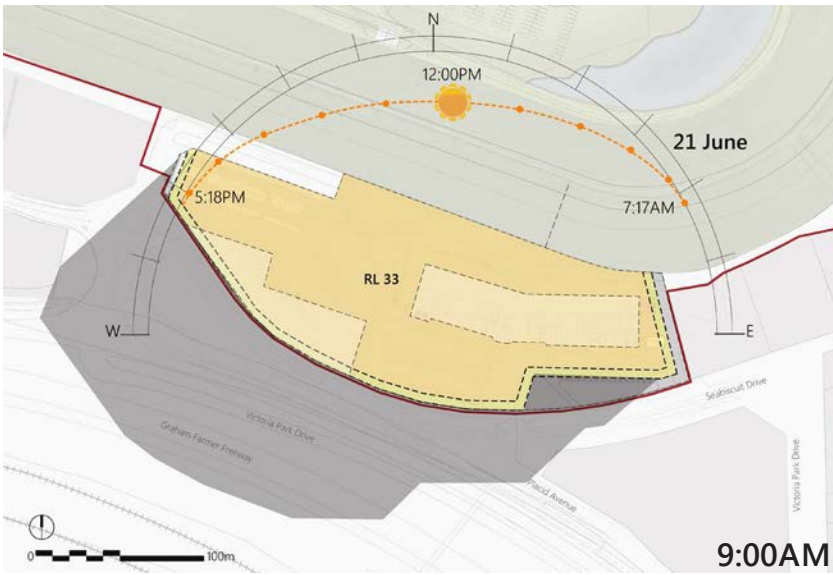 N
12:00PM
21 June
5:18PM
7:17AM
RL 33
W
E
Seabiscuit Drive
Victoria Park Drive
Graham Farmer Freeway
Placid Avenue
Victoria Park Drive
0
100m
9:00AM